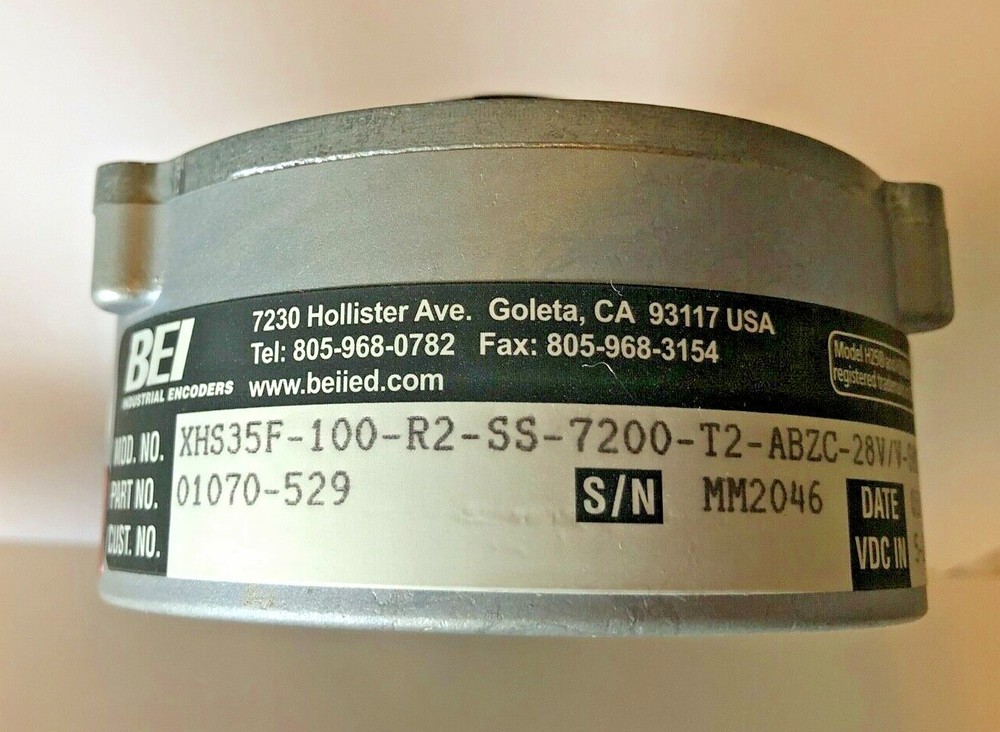 BEI
INDUSTRIAL ENCODERS
7230 Hollister Ave. Goleta, CA 93117 USA
Tel: 805-968-0782 Fax: 805-968-3154
www.beiied.com
Model H25®
registered
MOD. NO. XHS35F-100-R2-SS-7200-T2-ABZC-28V/V-
PART NO. 01070-529 S/N MM2046 DATE
CUST. NO. VDC IN